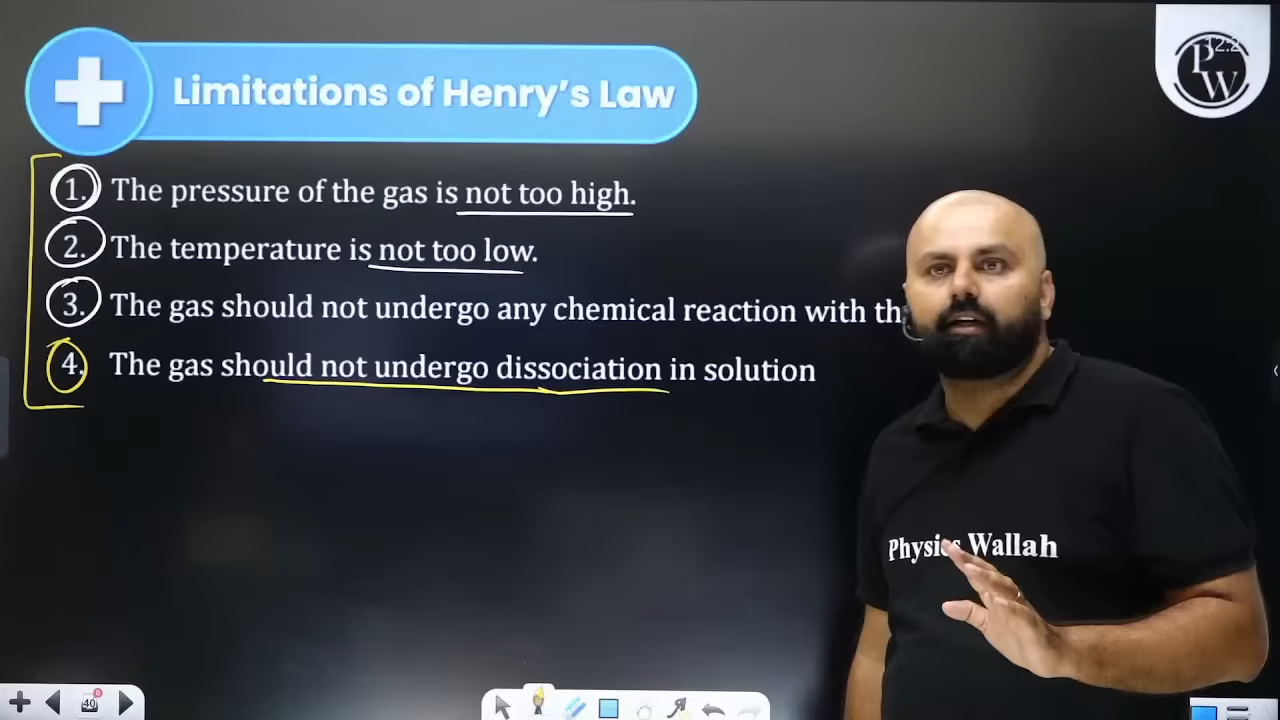 Limitations of Henry's Law
1. The pressure of the gas is not too high.
2. The temperature is not too low.
3. The gas should not undergo any chemical reaction with
4. The gas should not undergo dissociation in solution
PW
Physics Wallah
40